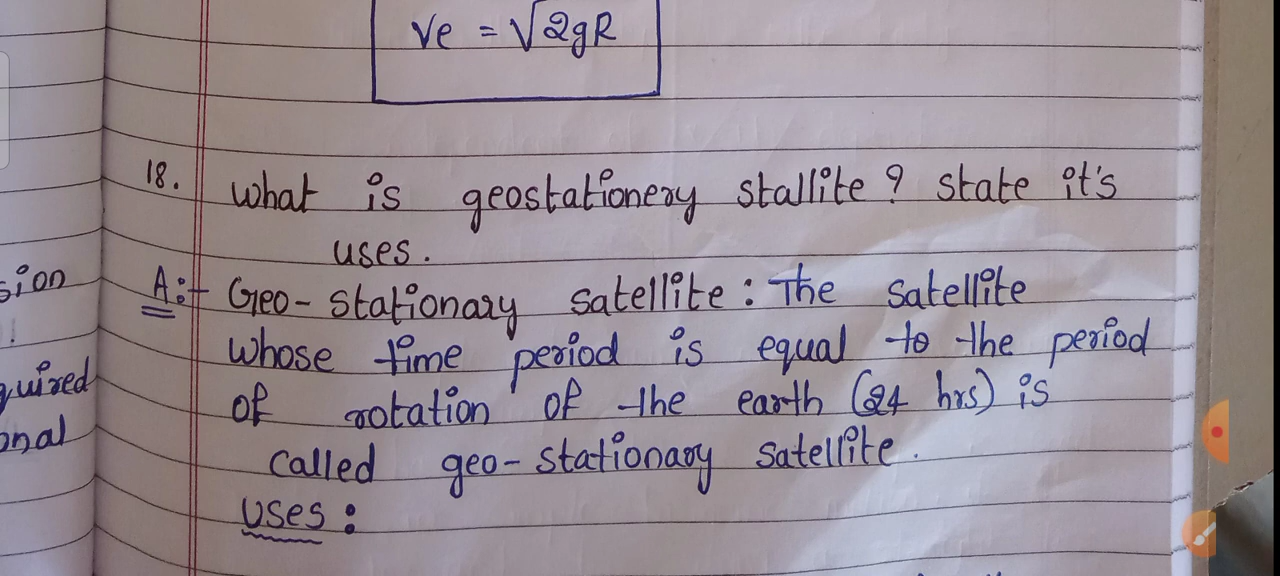 Ve = √2gR
18. What is geostationery stallite? State it's
uses.
sion
A:- Geo-stationary satellite: The satellite
whose time period is equal to the period
quired
of rotation of the earth (24 hrs) is
onal
called geo-stationary satellite.
Uses: